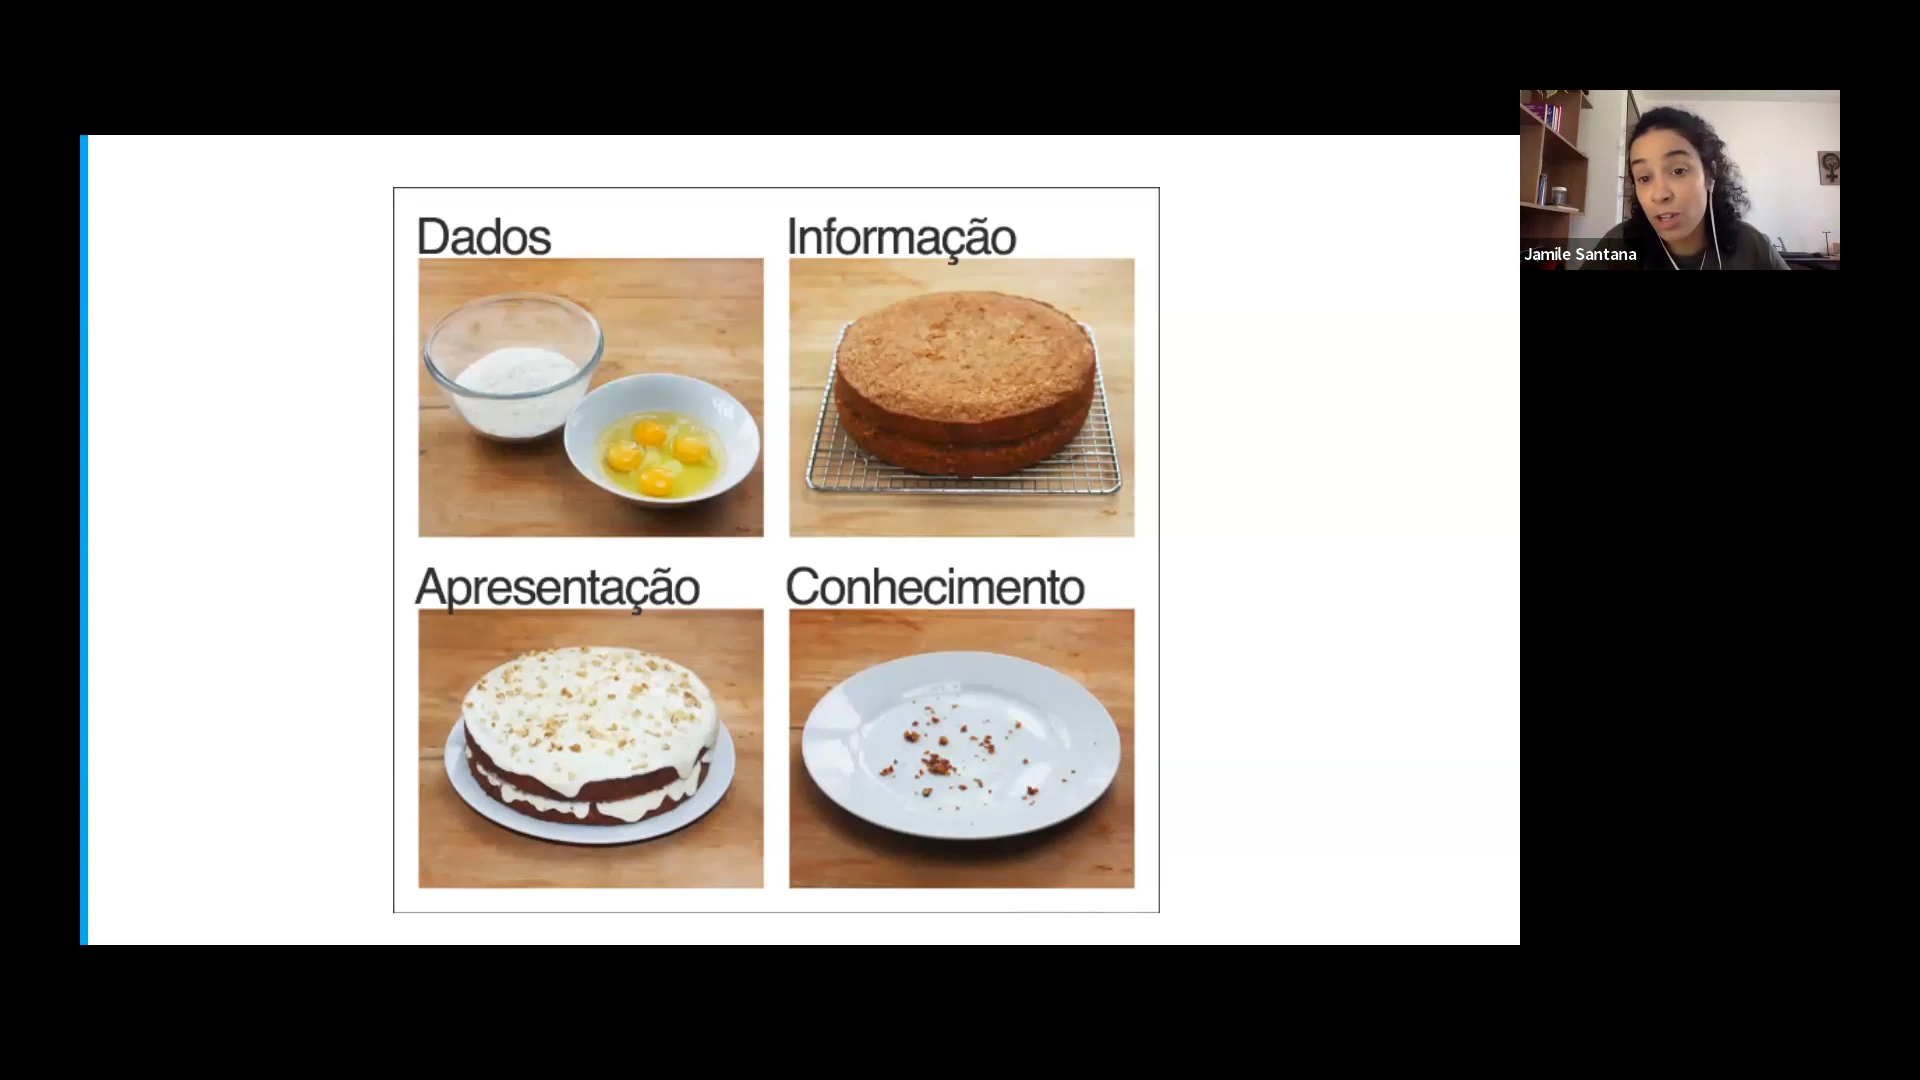 Dados
Informação
Apresentação
Conhecimento
Jamile Santana